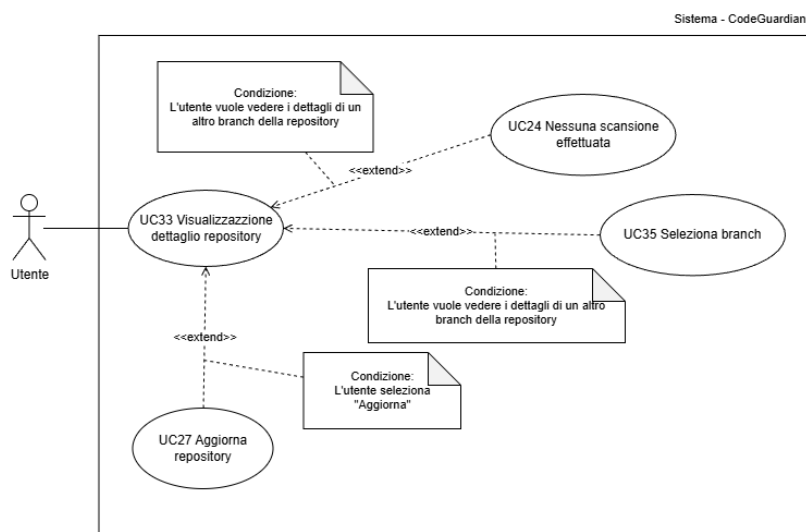 Sistema - CodeGuardian
Condizione:
L'utente vuole vedere i dettagli di un
altro branch della repository
UC24 Nessuna scansione
effettuata
<<extend>>
UC33 Visualizzazzione
dettaglio repository
<<extend>>
UC35 Seleziona branch
Utente
Condizione:
L'utente vuole vedere i dettagli di un altro
branch della repository
<<extend>>
Condizione:
L'utente seleziona
"Aggiorna"
UC27 Aggiorna
repository